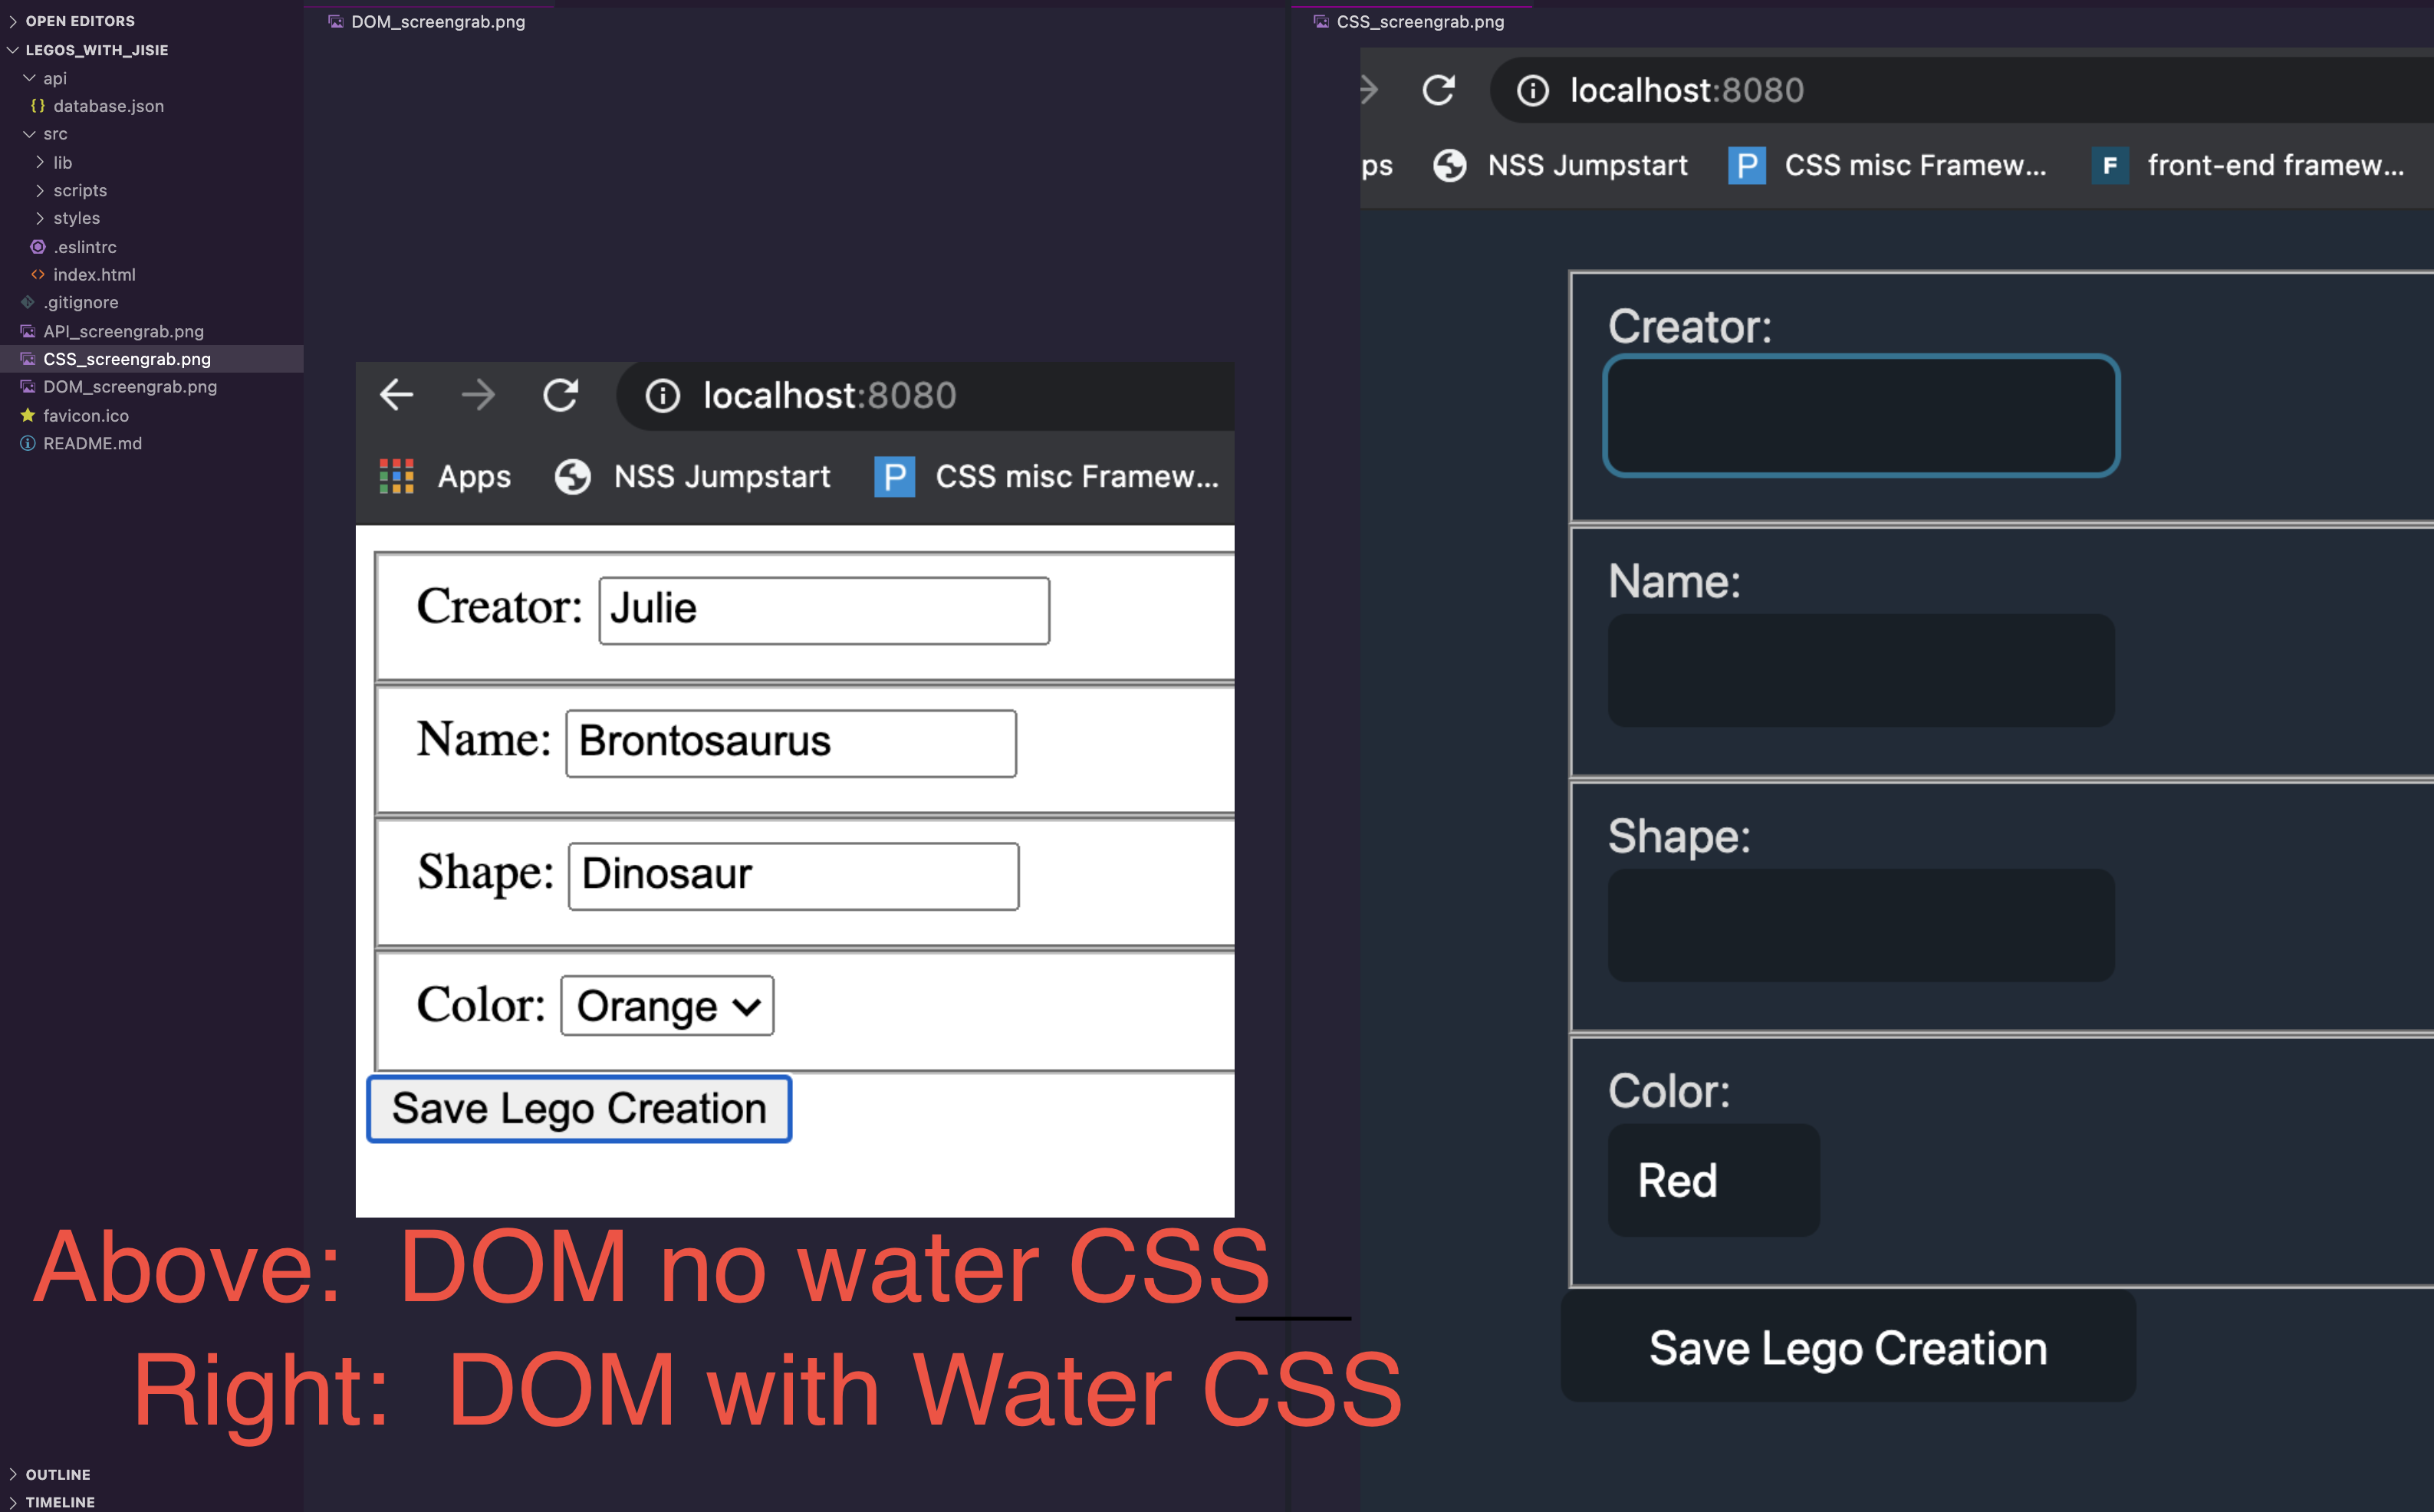 OPEN EDITORS
LEGOS_WITH_JISIE
api
{} database.json
src
lib
scripts
styles
.eslintrc
<> index.html
.gitignore
API_screengrab.png
CSS_screengrab.png
DOM_screengrab.png
favicon.ico
README.md
OUTLINE
TIMELINE
DOM_screengrab.png
localhost:8080
Apps NSS Jumpstart P CSS misc Framew...
Creator: Julie
Name: Brontosaurus
Shape: Dinosaur
Color: Orange
Save Lego Creation
Above: DOM no water CSS
Right: DOM with Water CSS
CSS_screengrab.png
localhost:8080
ps NSS Jumpstart P CSS misc Framew... F front-end framew...
Creator:
Name:
Shape:
Color:
Red
Save Lego Creation